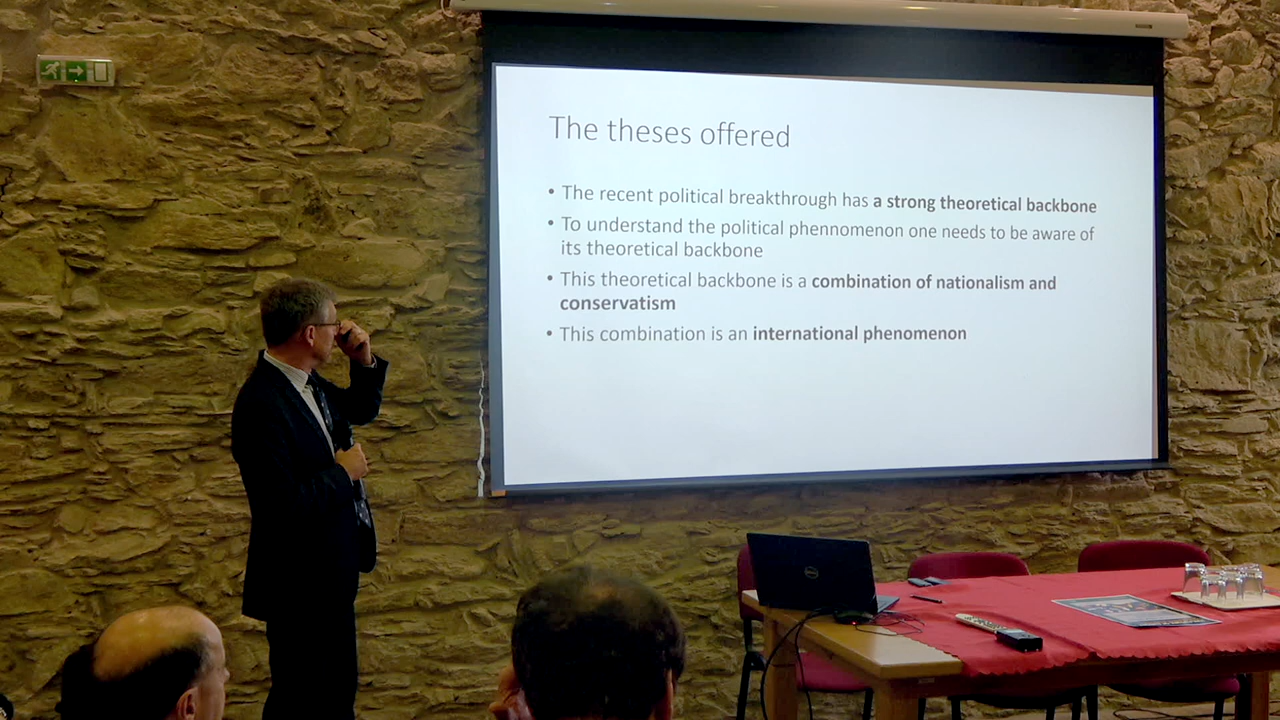 The theses offered
• The recent political breakthrough has a strong theoretical backbone
• To understand the political phennomenon one needs to be aware of
its theoretical backbone
• This theoretical backbone is a combination of nationalism and
conservatism
• This combination is an international phenomenon
DELL